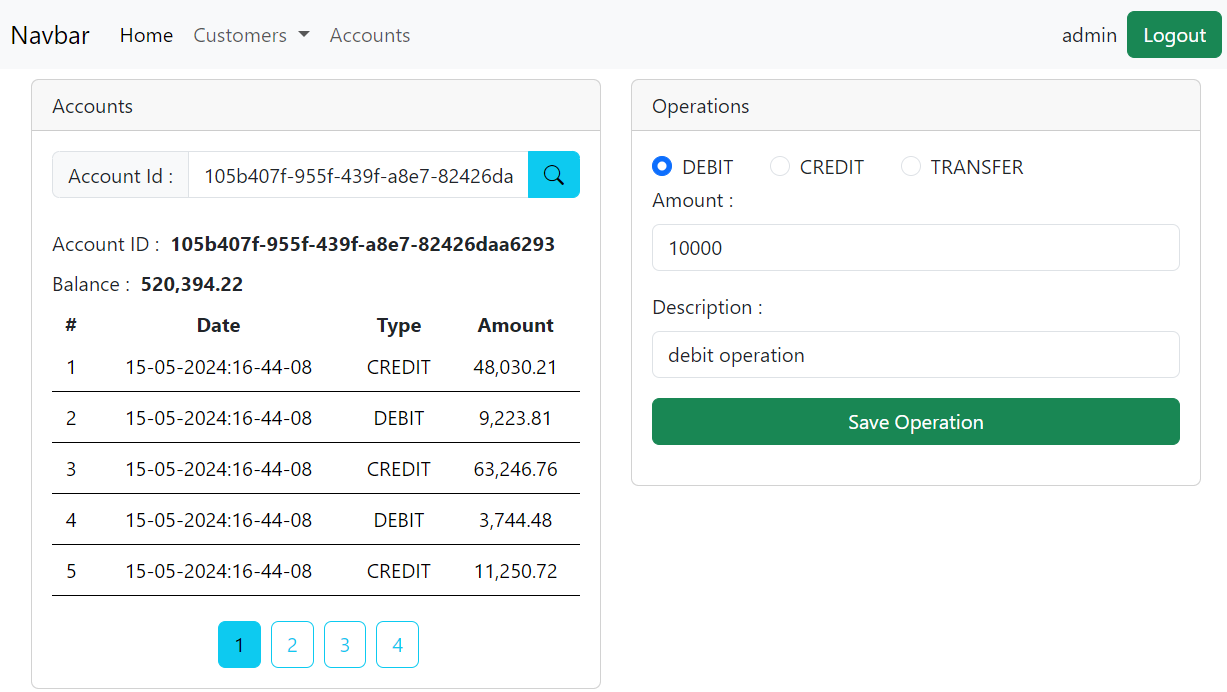 Navbar Home Customers Accounts admin Logout
Accounts
Account Id : 105b407f-955f-439f-a8e7-82426da
Account ID : 105b407f-955f-439f-a8e7-82426daa6293
Balance : 520,394.22
# Date Type Amount
1 15-05-2024:16-44-08 CREDIT 48,030.21
2 15-05-2024:16-44-08 DEBIT 9,223.81
3 15-05-2024:16-44-08 CREDIT 63,246.76
4 15-05-2024:16-44-08 DEBIT 3,744.48
5 15-05-2024:16-44-08 CREDIT 11,250.72
1 2 3 4
Operations
DEBIT CREDIT TRANSFER
Amount :
10000
Description :
debit operation
Save Operation